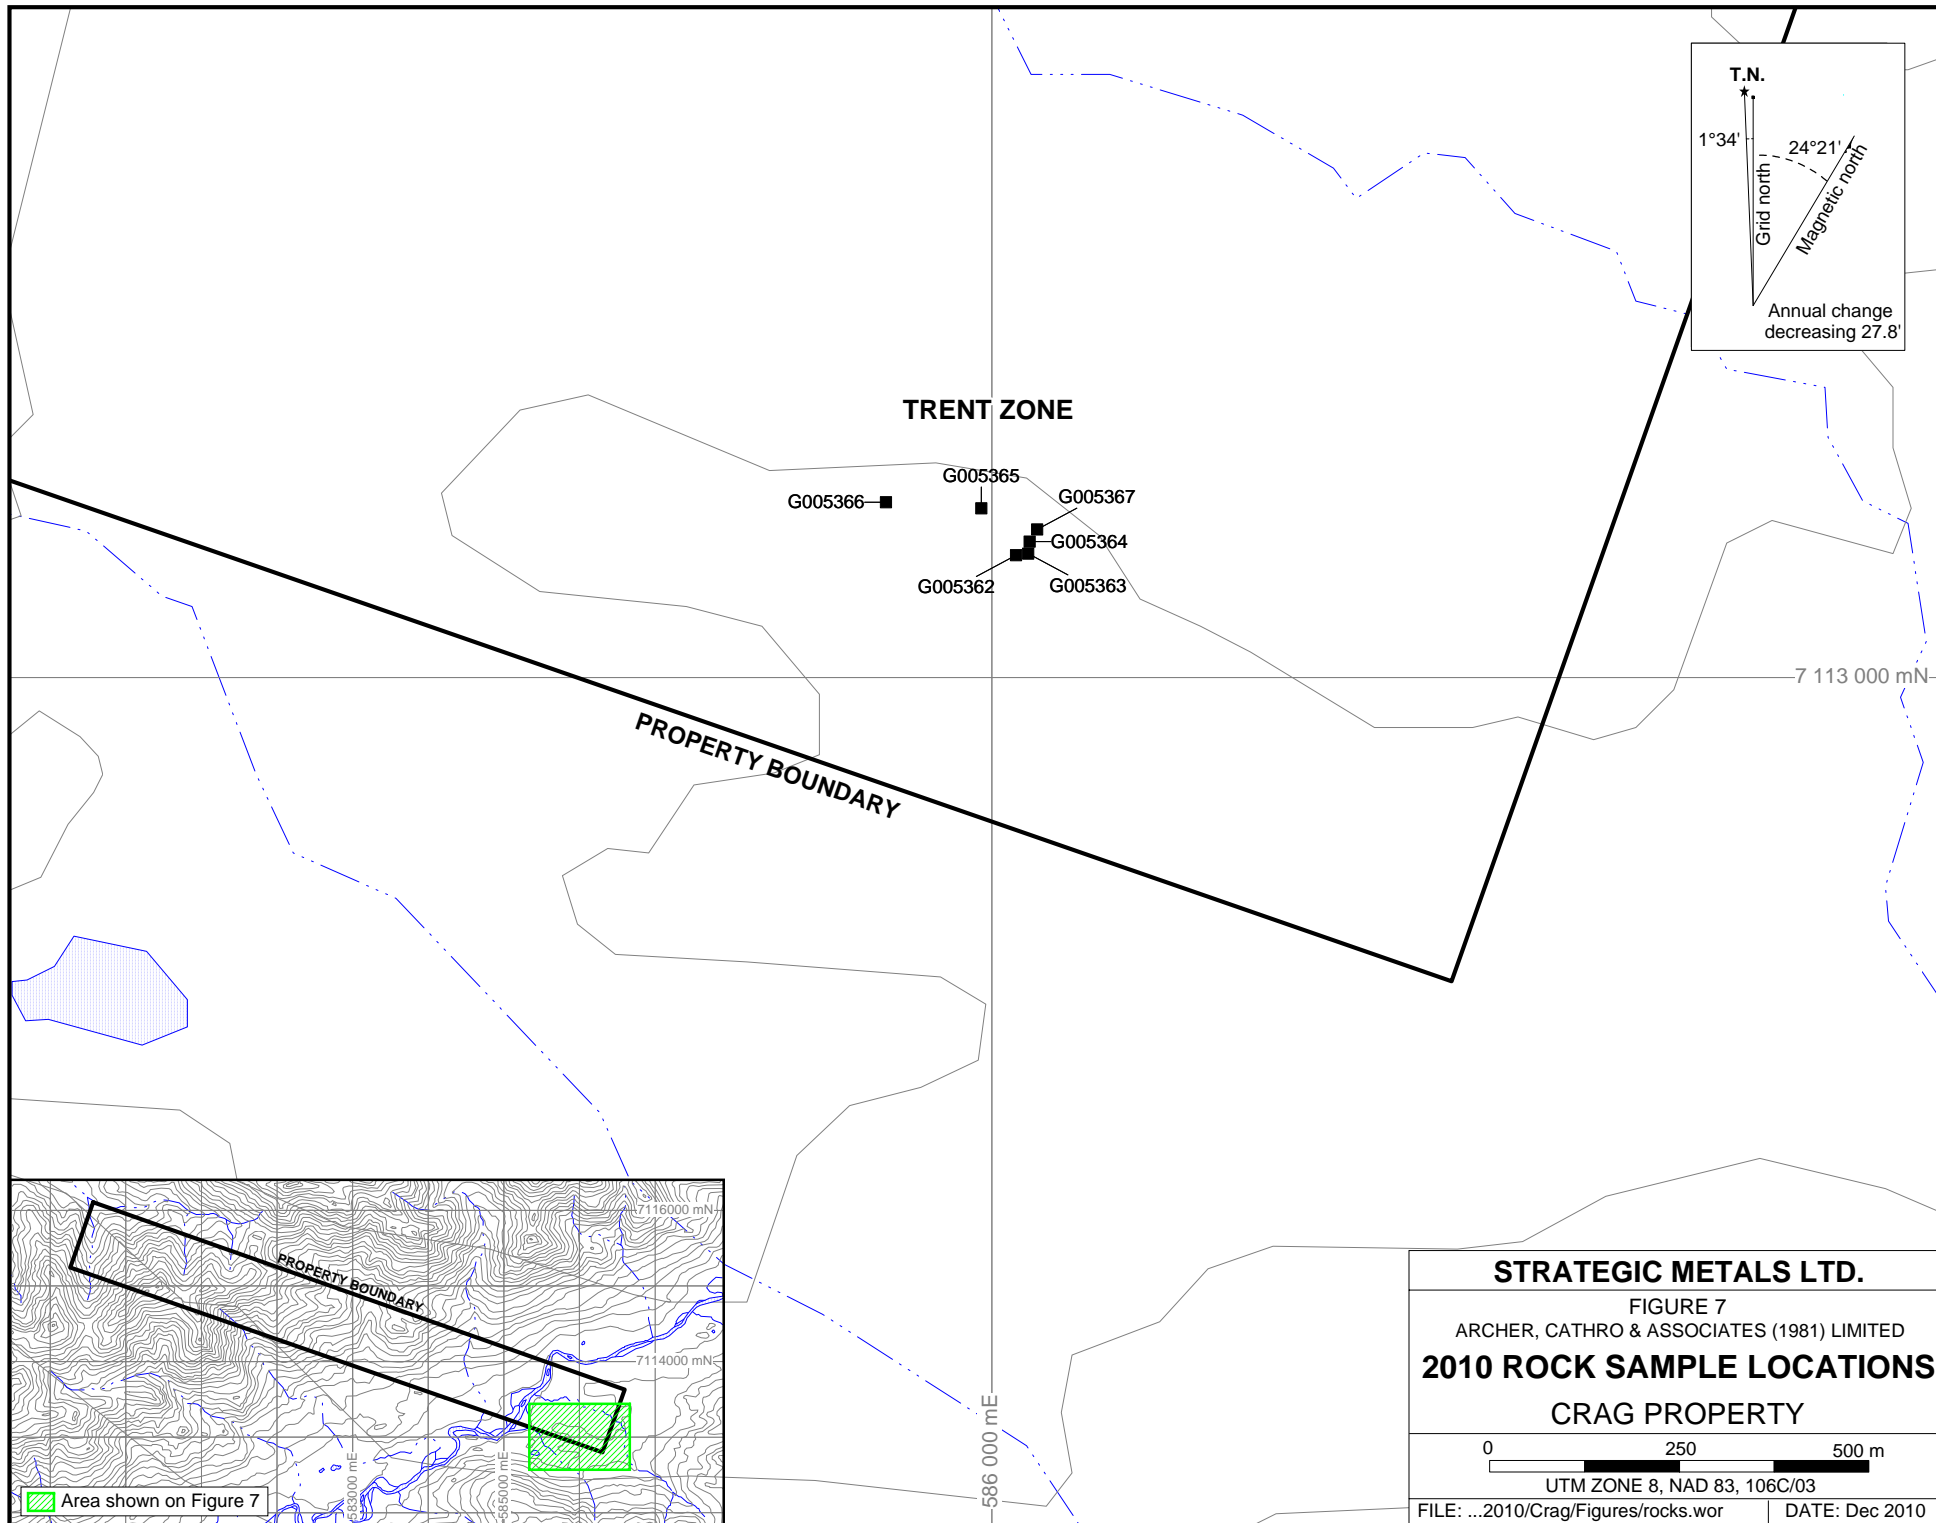 T.N.
1°34'
24°21'
Grid north
Magnetic north
Annual change
decreasing 27.8'
TRENT ZONE
G005365
G005366
G005367
G005364
G005362
G005363
7 113 000 mN
PROPERTY BOUNDARY
586 000 mE
7116000 mN
PROPERTY BOUNDARY
7114000 mN
583000 mE
585000 mE
Area shown on Figure 7
STRATEGIC METALS LTD.
FIGURE 7
ARCHER, CATHRO & ASSOCIATES (1981) LIMITED
2010 ROCK SAMPLE LOCATIONS
CRAG PROPERTY
0 250 500 m
UTM ZONE 8, NAD 83, 106C/03
FILE: ...2010/Crag/Figures/rocks.wor DATE: Dec 2010